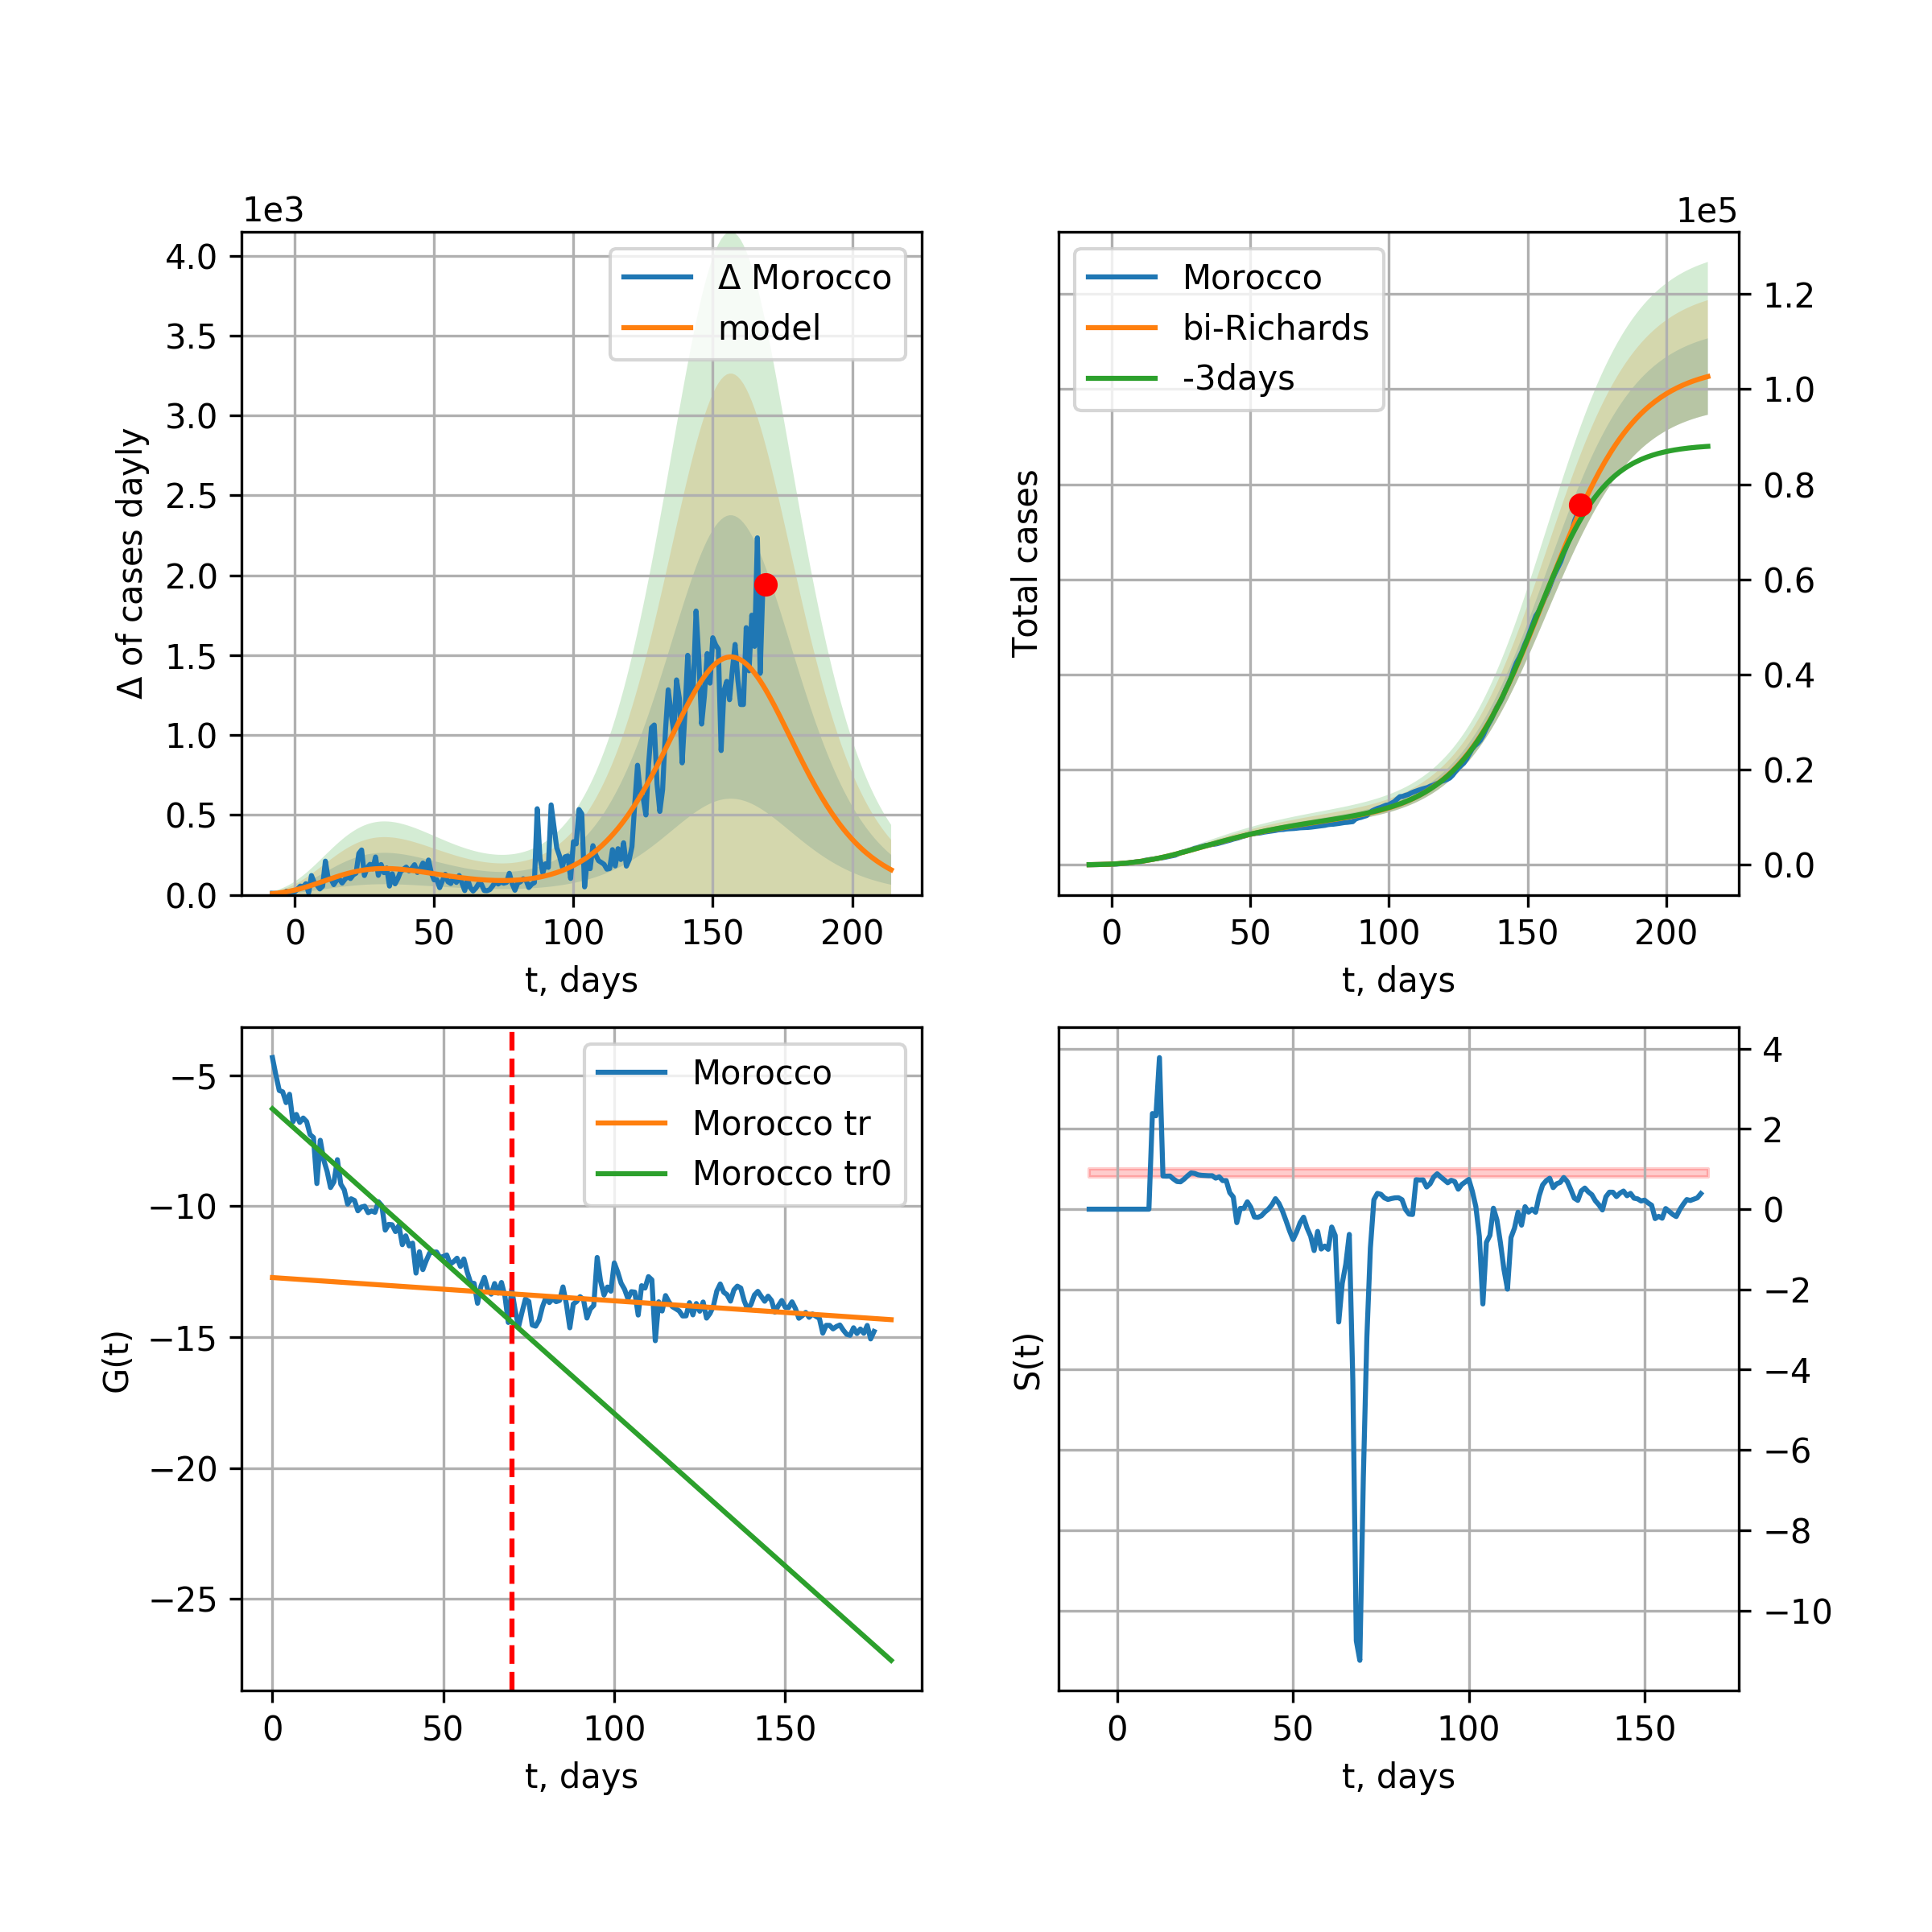 1e3
4.0
3.5
3.0
2.5
2.0
1.5
1.0
0.5
0.0
Δ of cases dayly
Δ Morocco
model
0 50 100 150 200
t, days
1e5
Morocco
bi-Richards
-3days
Total cases
1.2
1.0
0.8
0.6
0.4
0.2
0.0
0 50 100 150 200
t, days
−5
−10
−15
−20
−25
G(t)
Morocco
Morocco tr
Morocco tr0
0 50 100 150
t, days
S(t)
4
2
0
−2
−4
−6
−8
−10
0 50 100 150
t, days